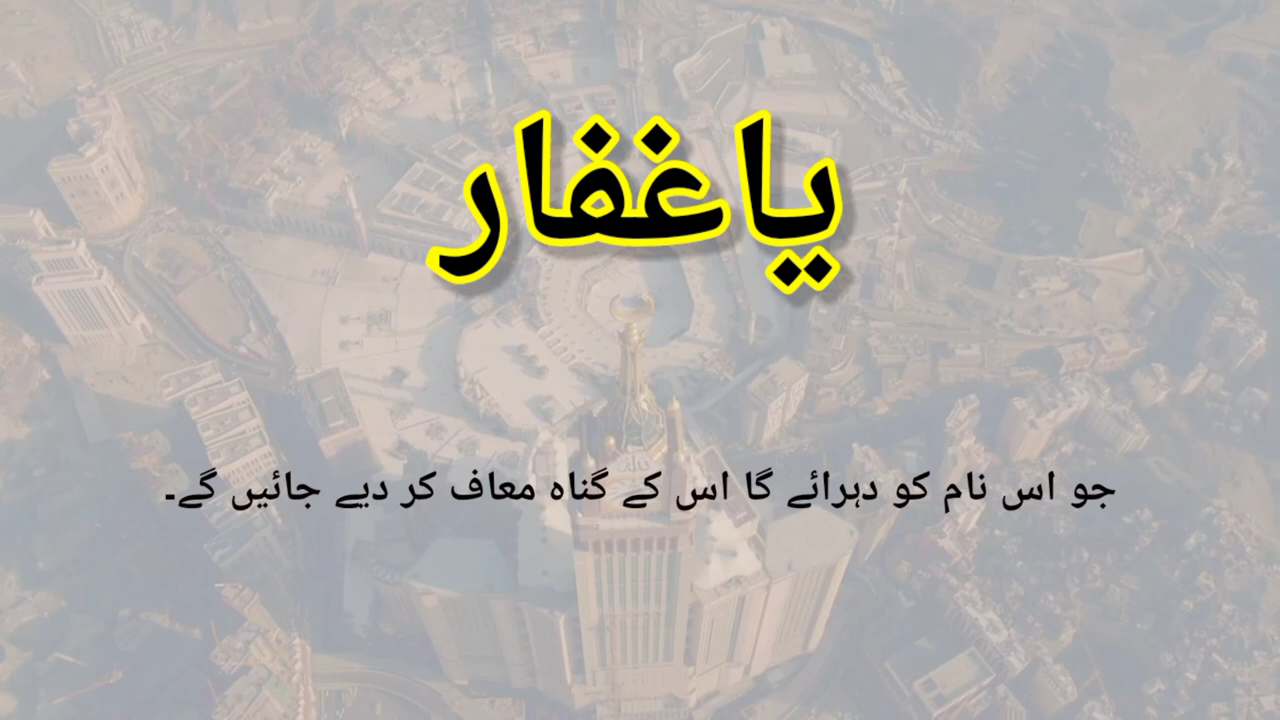 یاغفار
جو اس نام کو دہرائے گا اس کے گناہ معاف کر دیے جائیں گے۔